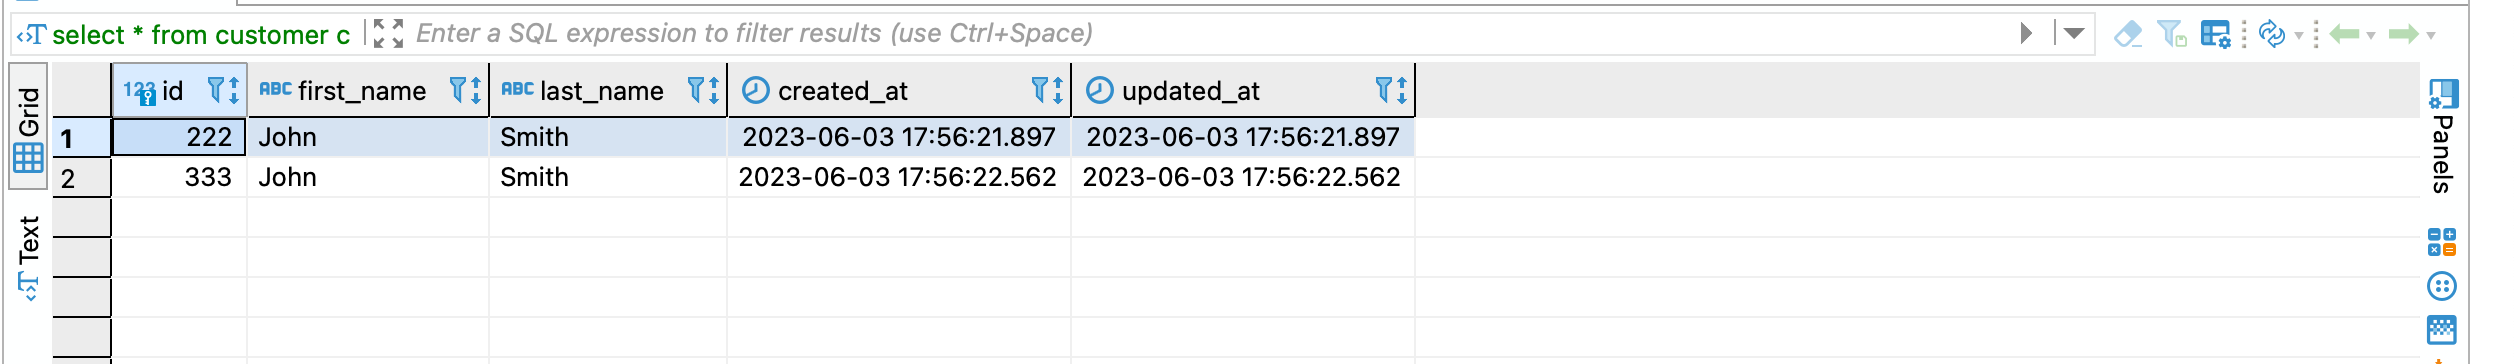 select * from customer c Enter a SQL expression to filter results (use Ctrl+Space)
Grid
Text
123 id ABC first_name ABC last_name created_at updated_at
1 222 John Smith 2023-06-03 17:56:21.897 2023-06-03 17:56:21.897
2 333 John Smith 2023-06-03 17:56:22.562 2023-06-03 17:56:22.562
Panels